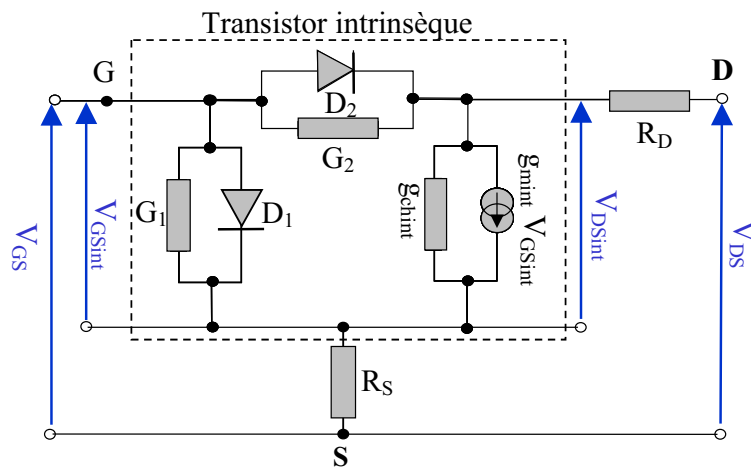 Transistor intrinsèque
G
D
D2
G2
RD
G1
D1
gchint
gmint VGSint
VGS
VGSint
VDSint
VDS
RS
S